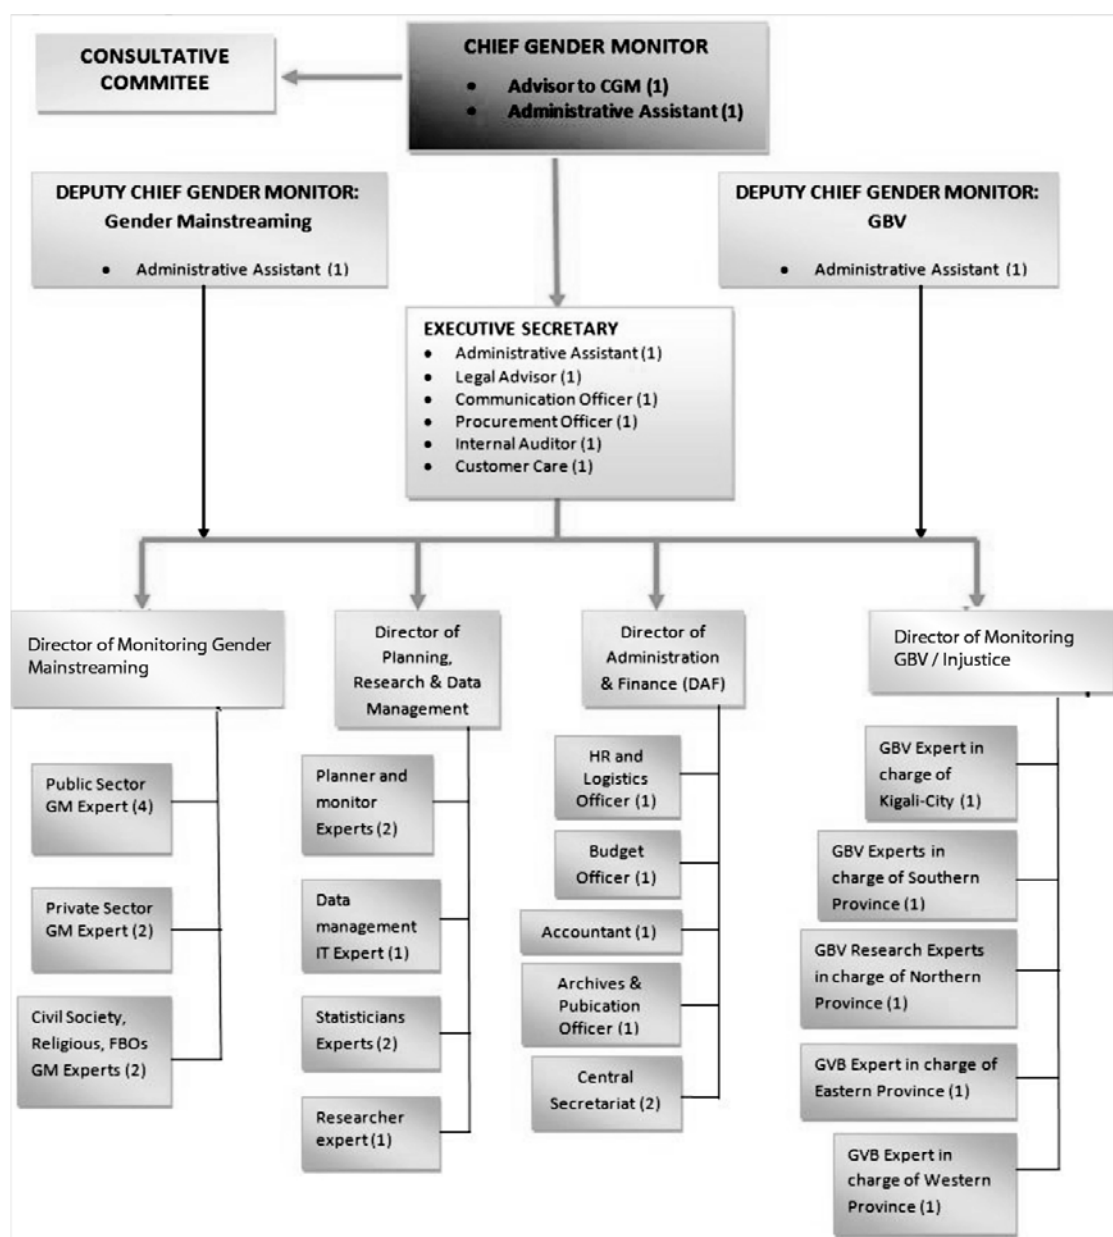 CONSULTATIVE
COMMITEE
CHIEF GENDER MONITOR
• Advisor to CGM (1)
• Administrative Assistant (1)
DEPUTY CHIEF GENDER MONITOR:
Gender Mainstreaming
• Administrative Assistant (1)
DEPUTY CHIEF GENDER MONITOR:
GBV
• Administrative Assistant (1)
EXECUTIVE SECRETARY
• Administrative Assistant (1)
• Legal Advisor (1)
• Communication Officer (1)
• Procurement Officer (1)
• Internal Auditor (1)
• Customer Care (1)
Director of Monitoring Gender
Mainstreaming
Public Sector
GM Expert (4)
Private Sector
GM Expert (2)
Civil Society,
Religious, FBOs
GM Experts (2)
Director of
Planning,
Research & Data
Management
Planner and
monitor
Experts (2)
Data
management
IT Expert (1)
Statisticians
Experts (2)
Researcher
expert (1)
Director of
Administration
& Finance (DAF)
HR and
Logistics
Officer (1)
Budget
Officer (1)
Accountant (1)
Archives &
Pubication
Officer (1)
Central
Secretariat (2)
Director of Monitoring
GBV / Injustice
GBV Expert in
charge of
Kigali-City (1)
GBV Experts in
charge of Southern
Province (1)
GBV Research Experts
in charge of Northern
Province (1)
GVB Expert in charge of
Eastern Province (1)
GVB Expert in
charge of Western
Province (1)